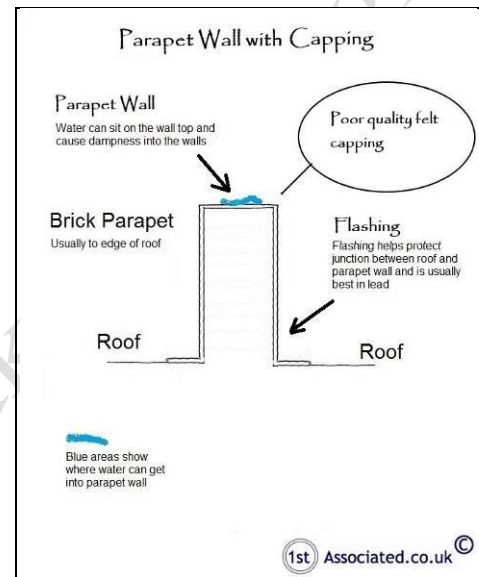 Parapet Wall with Capping
Parapet Wall
Water can sit on the wall top and
cause dampness into the walls
Poor quality felt
capping
Brick Parapet
Usually to edge of roof
Flashing
Flashing helps protect
junction between roof and
parapet wall and is usually
best in lead
Roof
Roof
Blue areas show
where water can get
into parapet wall
1st Associated.co.uk ©